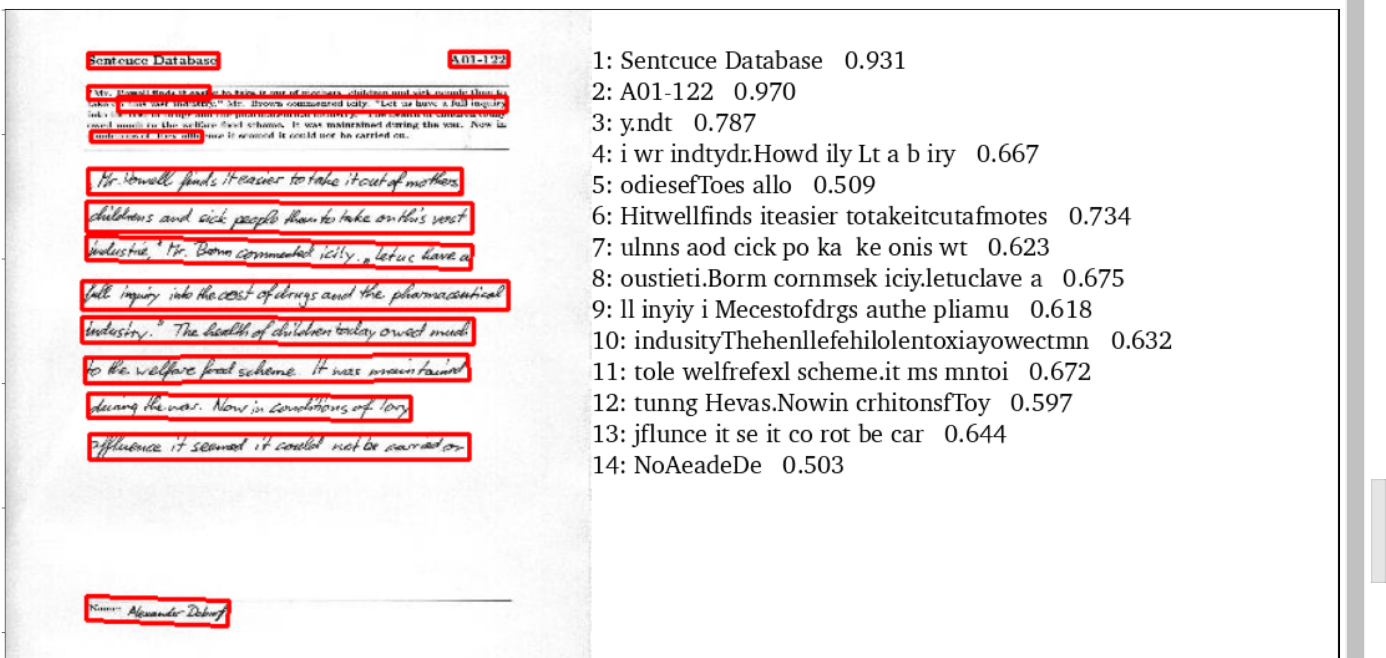 Sentence Database A01-122
"Mr. Powell finds it easier to take it out of mothers, children and sick people than to
take on this vast industry," Mr. Brown commented icily. "Let us have a full inquiry
into the cost of drugs and the pharmaceutical industry." The health of children today
owed much to the welfare food scheme. It was maintained during the war. Now in
conditions of Tory affluence it seemed it could not be carried on.
"Mr. Powell finds it easier to take it out of mothers,
childrens and sick people than to take on this vast
industrie," Mr. Brown commented icily. "Let us have a
full inquiry into the cost of drugs and the pharmaceutical
industry." The health of children today owed much
to the welfare food scheme. It was maintained
during the war. Now in conditions of Tory
affluence it seemed it could not be carried on
Name: Alexander
1: Sentcuce Database 0.931
2: A01-122 0.970
3: y.ndt 0.787
4: i wr indtydr.Howd ily Lt a b iry 0.667
5: odiesefToes allo 0.509
6: Hitwellfinds iteasier totakeitcutafmotes 0.734
7: ulnns aod cick po ka ke onis wt 0.623
8: oustieti.Borm cornmsek iciy.letuclave a 0.675
9: ll inyiy i Mecestofdrgs authe pliamu 0.618
10: indusityThehenllefehilolentoxiayowectmn 0.632
11: tole welfrefexl scheme.it ms mntoi 0.672
12: tunng Hevas.Nowin crhitonsfToy 0.597
13: jflunce it se it co rot be car 0.644
14: NoAeadeDe 0.503